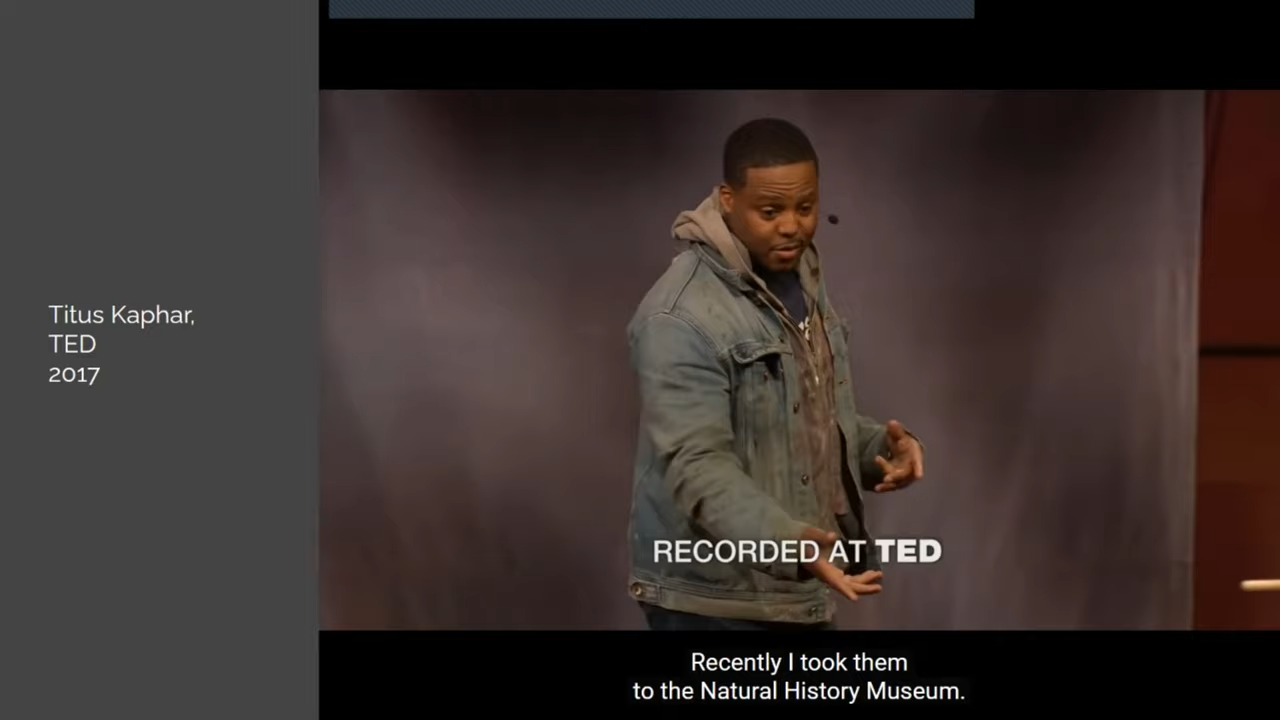 Titus Kaphar,
TED
2017
RECORDED AT TED
Recently I took them
to the Natural History Museum.